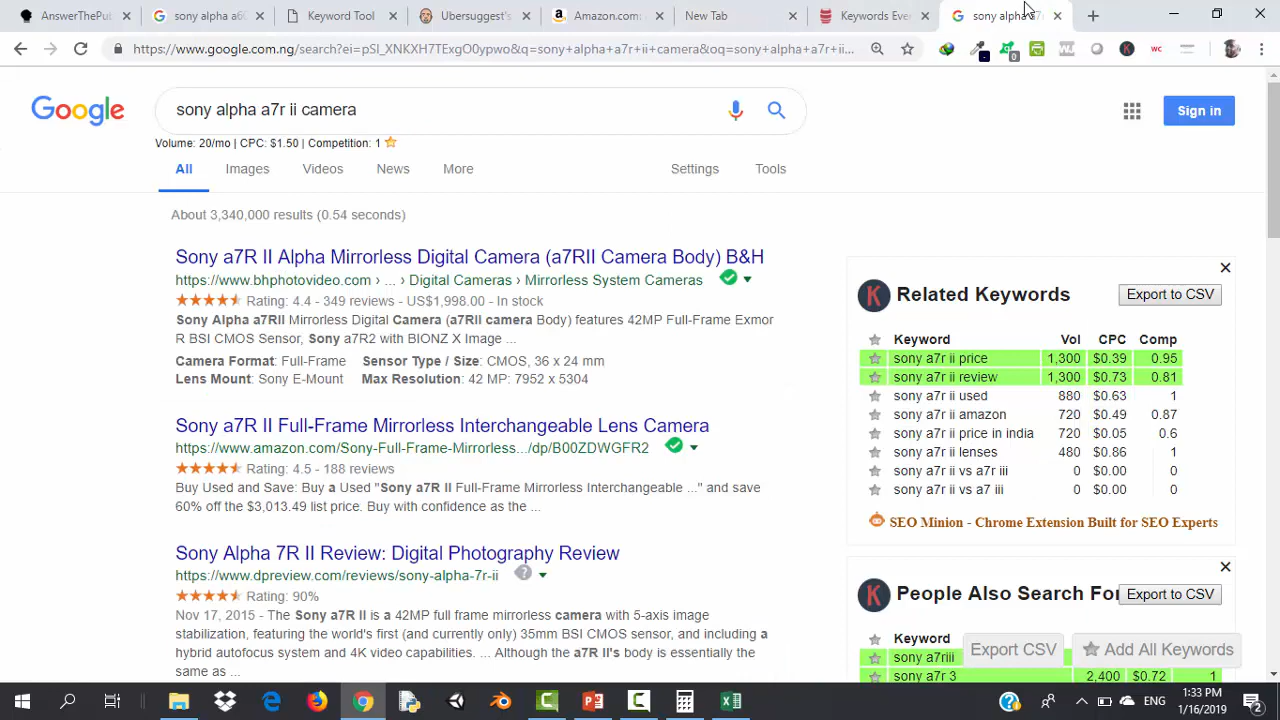 AnswerThePub
sony alpha a6
Keyword Tool
Ubersuggest's
Amazon.com:
New Tab
Keywords Eve
sony alpha a7r
https://www.google.com.ng/search?ei=pSI_XNKXH7TExgO0ypwo&q=sony+alpha+a7r+ii+camera&oq=sony+alpha+a7r+ii...
Google
sony alpha a7r ii camera
Sign in
Volume: 20/mo | CPC: $1.50 | Competition: 1
All
Images
Videos
News
More
Settings
Tools
About 3,340,000 results (0.54 seconds)
Sony a7R II Alpha Mirrorless Digital Camera (a7RII Camera Body) B&H
https://www.bhphotovideo.com › ... › Digital Cameras › Mirrorless System Cameras
Rating: 4.4 - 349 reviews - US$1,998.00 - In stock
Sony Alpha a7RII Mirrorless Digital Camera (a7RII camera Body) features 42MP Full-Frame Exmor
R BSI CMOS Sensor, Sony a7R2 with BIONZ X Image ...
Camera Format: Full-Frame Sensor Type / Size: CMOS, 36 x 24 mm
Lens Mount: Sony E-Mount Max Resolution: 42 MP: 7952 x 5304
Sony a7R II Full-Frame Mirrorless Interchangeable Lens Camera
https://www.amazon.com/Sony-Full-Frame-Mirrorless.../dp/B00ZDWGFR2
Rating: 4.5 - 188 reviews
Buy Used and Save: Buy a Used "Sony a7R II Full-Frame Mirrorless Interchangeable ..." and save
60% off the $3,013.49 list price. Buy with confidence as the ...
Sony Alpha 7R II Review: Digital Photography Review
https://www.dpreview.com/reviews/sony-alpha-7r-ii
Rating: 90%
Nov 17, 2015 - The Sony a7R II is a 42MP full frame mirrorless camera with 5-axis image
stabilization, featuring the world's first (and currently only) 35mm BSI CMOS sensor, and including a
hybrid autofocus system and 4K video capabilities. ... Although the a7R II's body is essentially the
same as ...
K Related Keywords
Export to CSV
Keyword Vol CPC Comp
sony a7r ii price 1,300 $0.39 0.95
sony a7r ii review 1,300 $0.73 0.81
sony a7r ii used 880 $0.63 1
sony a7r ii amazon 720 $0.49 0.87
sony a7r ii price in india 720 $0.05 0.6
sony a7r ii lenses 480 $0.86 1
sony a7r ii vs a7r iii 0 $0.00 0
sony a7r ii vs a7 iii 0 $0.00 0
SEO Minion - Chrome Extension Built for SEO Experts
K People Also Search For
Export to CSV
Keyword
sony a7riii
sony a7r 3 2,400 $0.72 1
Export CSV
Add All Keywords
ENG
1:33 PM
1/16/2019
2